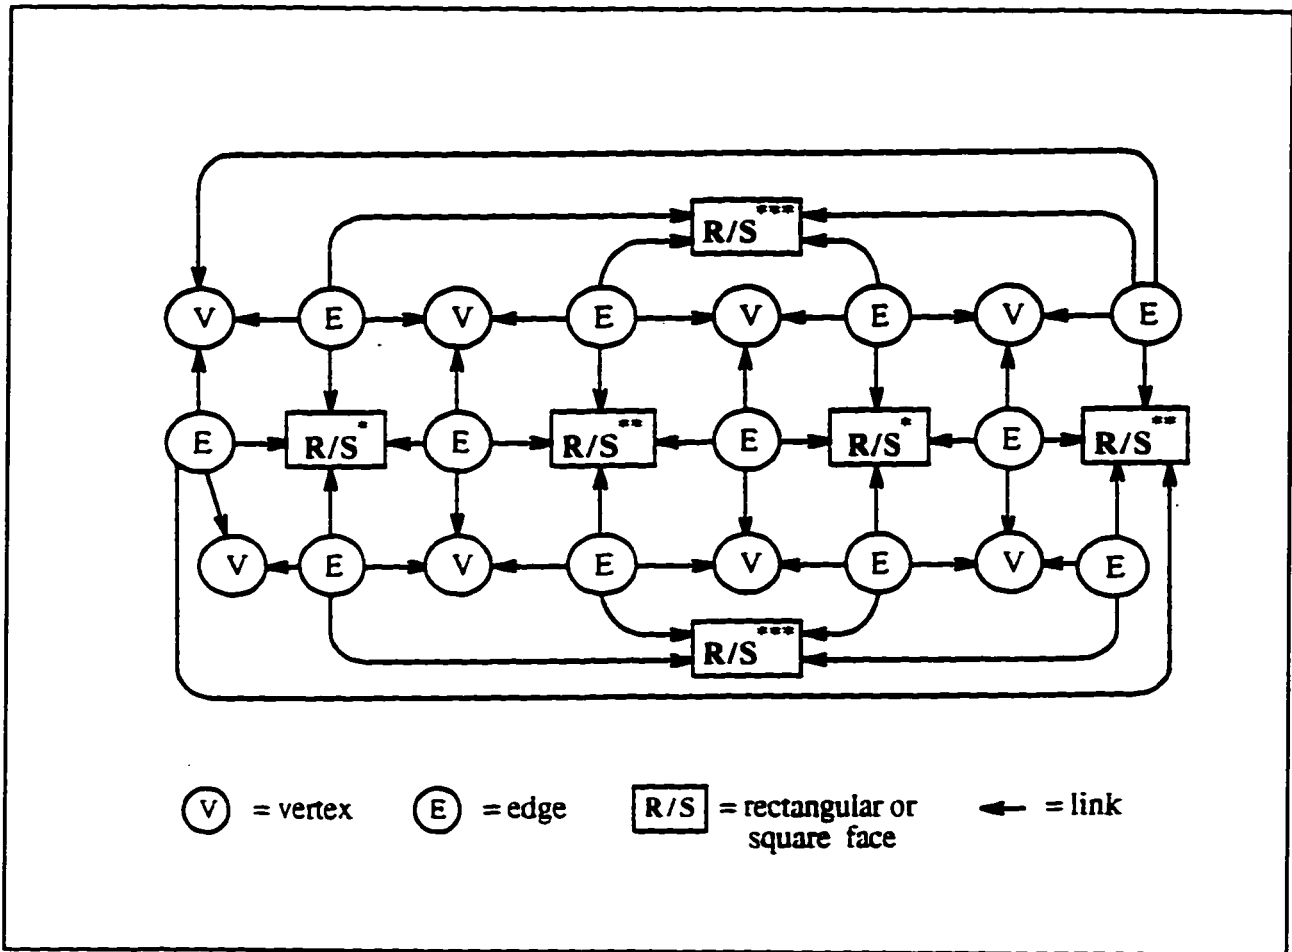 R/S***
V E V E V E V E
E R/S* E R/S** E R/S* E R/S**
V E V E V E V E
R/S***
V = vertex E = edge R/S = rectangular or = link
square face